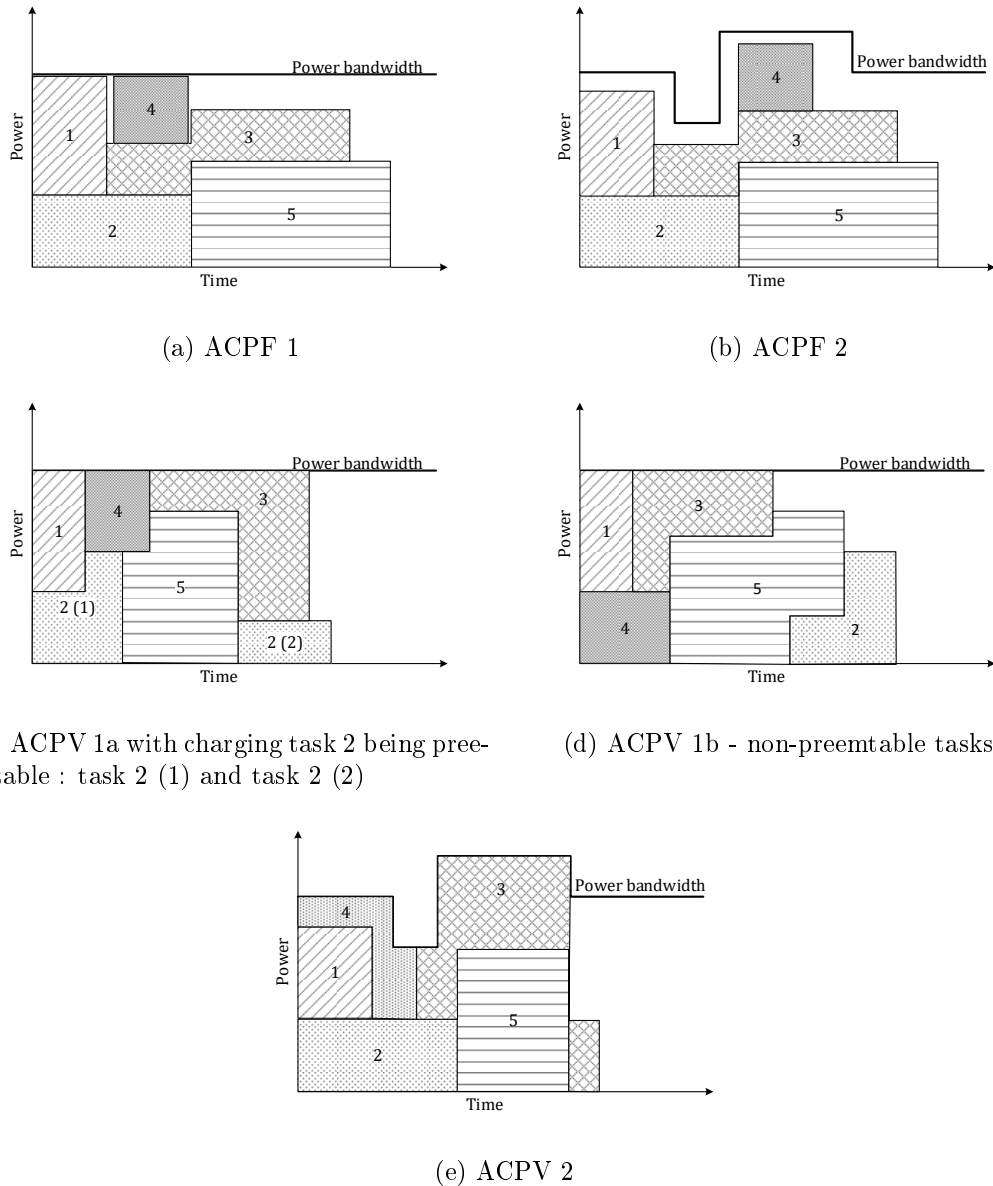 Power bandwidth
Power
1
4
3
2
5
Time
(a) ACPF 1
Power bandwidth
Power
4
1
3
2
5
Time
(b) ACPF 2
Power bandwidth
Power
3
4
1
5
2 (1)
2 (2)
Time
ACPV 1a with charging task 2 being pree-
table : task 2 (1) and task 2 (2)
Power bandwidth
Power
3
1
5
4
2
Time
(d) ACPV 1b - non-preemtable tasks
Power bandwidth
Power
3
4
1
5
2
Time
(e) ACPV 2